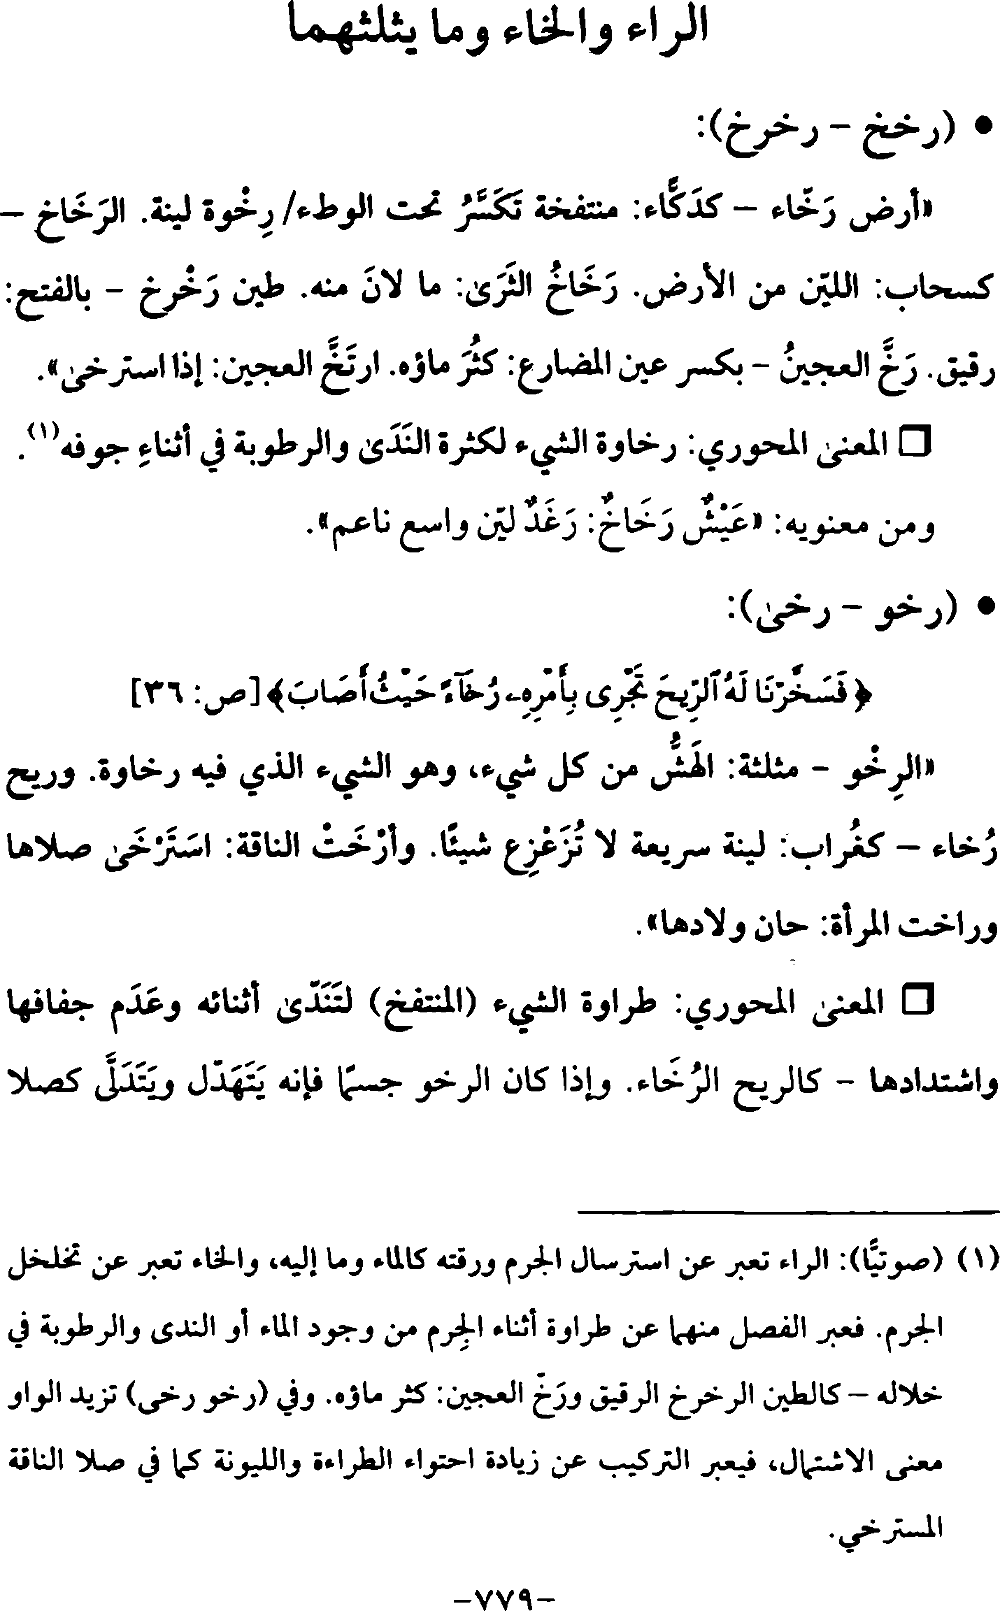 الراء والخاء وما يثلثهما
• (رخخ - رخرخ):
«أرض رَخّاء - كدَكَّاء: منتفخة تَكَسَّرُ تحت الوطء/ رِخْوة لينة. الرَخَاخ -
كسحاب: الليّن من الأرض. رَخَاخُ الثَرَىٰ: ما لانَ منه. طين رَخْرخ - بالفتح:
رقيق. رَخَّ العجينُ - بكسر عين المضارع: كثُرَ ماؤه. ارتَخَّ العجين: إذا استرخىٰ».
□ المعنىٰ المحوري: رخاوة الشيء لكثرة النَدَىٰ والرطوبة في أثناءِ جوفه(١).
ومن معنويه: «عَيْشٌ رَخَاخٌ: رَغَدٌ ليّن واسع ناعم».
• (رخو - رخىٰ):
﴿فَسَخَّرْنَا لَهُ ٱلرِّيحَ تَجْرِى بِأَمْرِهِۦ رُخَآءً حَيْثُ أَصَابَ﴾ [ص: ٣٦]
«الرِخْو - مثلثة: الهَشُّ من كل شيء، وهو الشيء الذي فيه رخاوة. وريح
رُخاء - كغُراب: لينة سريعة لا تُزَعْزِع شيئًا. وأرْخَتْ الناقة: اسَتَرْخَىٰ صلاها
وراخت المرأة: حان ولادها».
□ المعنىٰ المحوري: طراوة الشيء (المنتفخ) لتَنَدّىٰ أثنائه وعَدَم جفافها
واشتدادها - كالريح الرُخَاء. وإذا كان الرخو جسمًا فإنه يَتَهَدّل ويَتَدَلَّى كصلا
(١) (صوتيًّا): الراء تعبر عن استرسال الجرم ورقته كالماء وما إليه، والخاء تعبر عن تخلخل
الجرم. فعبر الفصل منهما عن طراوة أثناء الجِرم من وجود الماء أو الندى والرطوبة في
خلاله - كالطين الرخرخ الرقيق ورَخّ العجين: كثر ماؤه. وفي (رخو رخى) تزيد الواو
معنى الاشتمال، فيعبر التركيب عن زيادة احتواء الطراءة والليونة كما في صلا الناقة
المسترخي.
-٧٧٩-